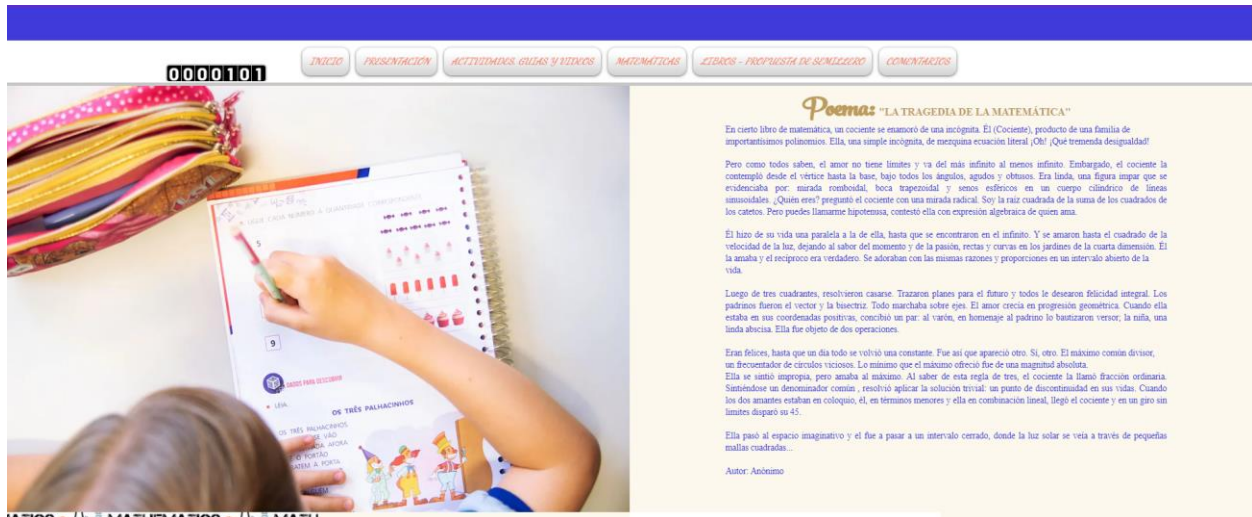 0000101
INICIO
PRESENTACIÓN
ACTIVIDADES, GUIAS Y VIDEOS
MATEMÁTICAS
LIBROS - PROPUESTA DE SEMILLERO
COMENTARIOS
Poema: "LA TRAGEDIA DE LA MATEMÁTICA"
En cierto libro de matemática, un cociente se enamoró de una incógnita. Él (Cociente), producto de una familia de
importantísimos polinomios. Ella, una simple incógnita, de mezquina ecuación literal ¡Oh! ¡Qué tremenda desigualdad!
Pero como todos saben, el amor no tiene límites y va del más infinito al menos infinito. Embargado, el cociente la
contempló desde el vértice hasta la base, bajo todos los ángulos, agudos y obtusos. Era linda, una figura impar que se
evidenciaba por: mirada romboidal, boca trapezoidal y senos esféricos en un cuerpo cilíndrico de líneas
sinusoidales. ¿Quién eres? preguntó el cociente con una mirada radical. Soy la raíz cuadrada de la suma de los cuadrados de
los catetos. Pero puedes llamarme hipotenusa, contestó ella con expresión algebraica de quien ama.
Él hizo de su vida una paralela a la de ella, hasta que se encontraron en el infinito. Y se amaron hasta el cuadrado de la
velocidad de la luz, dejando al sabor del momento y de la pasión, rectas y curvas en los jardines de la cuarta dimensión. Él
la amaba y el recíproco era verdadero. Se adoraban con las mismas razones y proporciones en un intervalo abierto de la
vida.
Luego de tres cuadrantes, resolvieron casarse. Trazaron planes para el futuro y todos le desearon felicidad integral. Los
padrinos fueron el vector y la bisectriz. Todo marchaba sobre ejes. El amor crecía en progresión geométrica. Cuando ella
estaba en sus coordenadas positivas, concibió un par: al varón, en homenaje al padrino lo bautizaron versor; la niña, una
linda abscisa. Ella fue objeto de dos operaciones.
Eran felices, hasta que un día todo se volvió una constante. Fue así que apareció otro. Sí, otro. El máximo común divisor,
un frecuentador de círculos viciosos. Lo mínimo que el máximo ofreció fue de una magnitud absoluta.
Ella se sintió impropia, pero amaba al máximo. Al saber de esta regla de tres, el cociente la llamó fracción ordinaria.
Sintiéndose un denominador común , resolvió aplicar la solución trivial: un punto de discontinuidad en sus vidas. Cuando
los dos amantes estaban en coloquio, él, en términos menores y ella en combinación lineal, llegó el cociente y en un giro sin
límites disparó su 45.
Ella pasó al espacio imaginativo y el fue a pasar a un intervalo cerrado, donde la luz solar se veía a través de pequeñas
mallas cuadradas...
Autor: Anónimo
5
9
LEIA.
OS TRÊS PALHACINHOS
OS TRÊS PALHACINHOS